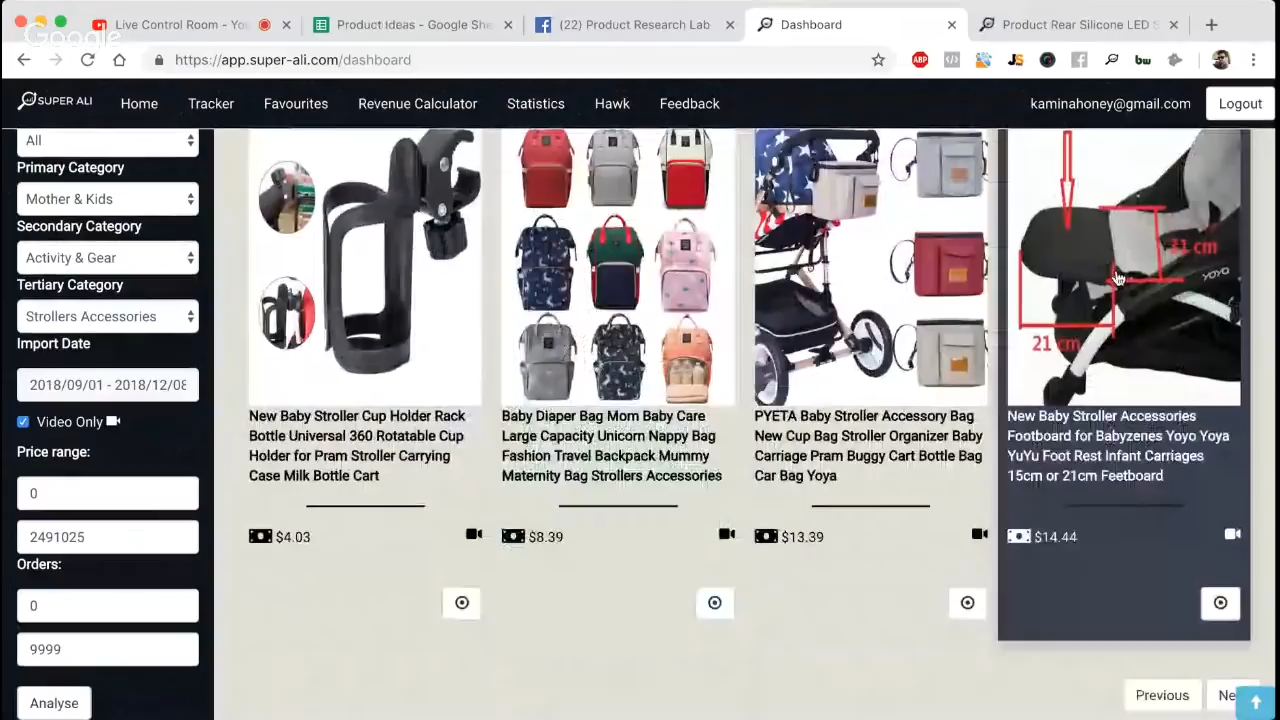 Live Control Room - Yo
Product Ideas - Google She
(22) Product Research Lab
Dashboard
Product Rear Silicone LED S
Google
https://app.super-ali.com/dashboard
ABP
JS
bw
SUPER ALI
Home
Tracker
Favourites
Revenue Calculator
Statistics
Hawk
Feedback
kaminahoney@gmail.com
Logout
All
Primary Category
Mother & Kids
Secondary Category
Activity & Gear
Tertiary Category
Strollers Accessories
Import Date
2018/09/01 - 2018/12/08
Video Only
Price range:
0
2491025
Orders:
0
9999
Analyse
New Baby Stroller Cup Holder Rack
Bottle Universal 360 Rotatable Cup
Holder for Pram Stroller Carrying
Case Milk Bottle Cart
$4.03
Baby Diaper Bag Mom Baby Care
Large Capacity Unicorn Nappy Bag
Fashion Travel Backpack Mummy
Maternity Bag Strollers Accessories
$8.39
PYETA Baby Stroller Accessory Bag
New Cup Bag Stroller Organizer Baby
Carriage Pram Buggy Cart Bottle Bag
Car Bag Yoya
$13.39
11 cm
YOYO
21 cm
New Baby Stroller Accessories
Footboard for Babyzenes Yoyo Yoya
YuYu Foot Rest Infant Carriages
15cm or 21cm Feetboard
$14.44
Previous
Ne